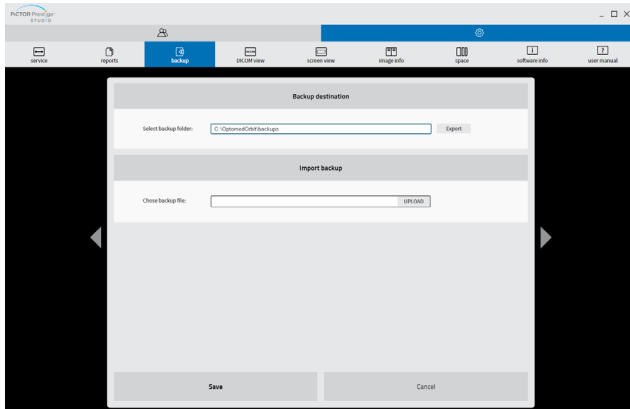 PiCTOR Prestige
STUDIO
service
reports
backup
DICOM view
screen view
image info
space
software info
user manual
Backup destination
Select backup folder: C:\OptomedOrbit\backups Export
Import backup
Chose backup file: UPLOAD
Save Cancel